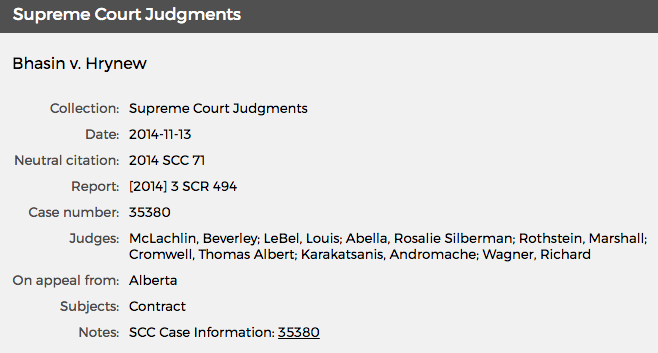 Supreme Court Judgments
Bhasin v. Hrynew
Collection: Supreme Court Judgments
Date: 2014-11-13
Neutral citation: 2014 SCC 71
Report: [2014] 3 SCR 494
Case number: 35380
Judges: McLachlin, Beverley; LeBel, Louis; Abella, Rosalie Silberman; Rothstein, Marshall;
Cromwell, Thomas Albert; Karakatsanis, Andromache; Wagner, Richard
On appeal from: Alberta
Subjects: Contract
Notes: SCC Case Information: 35380